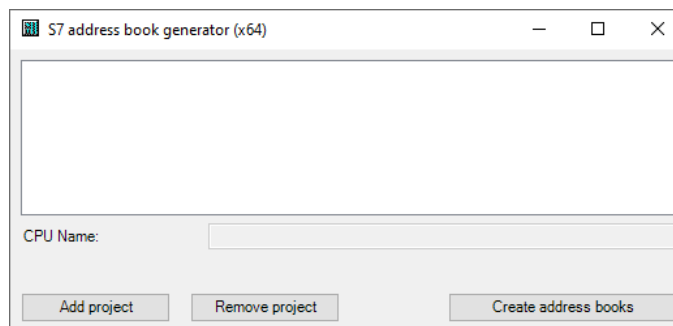 S7 address book generator (x64)
CPU Name:
Add project
Remove project
Create address books